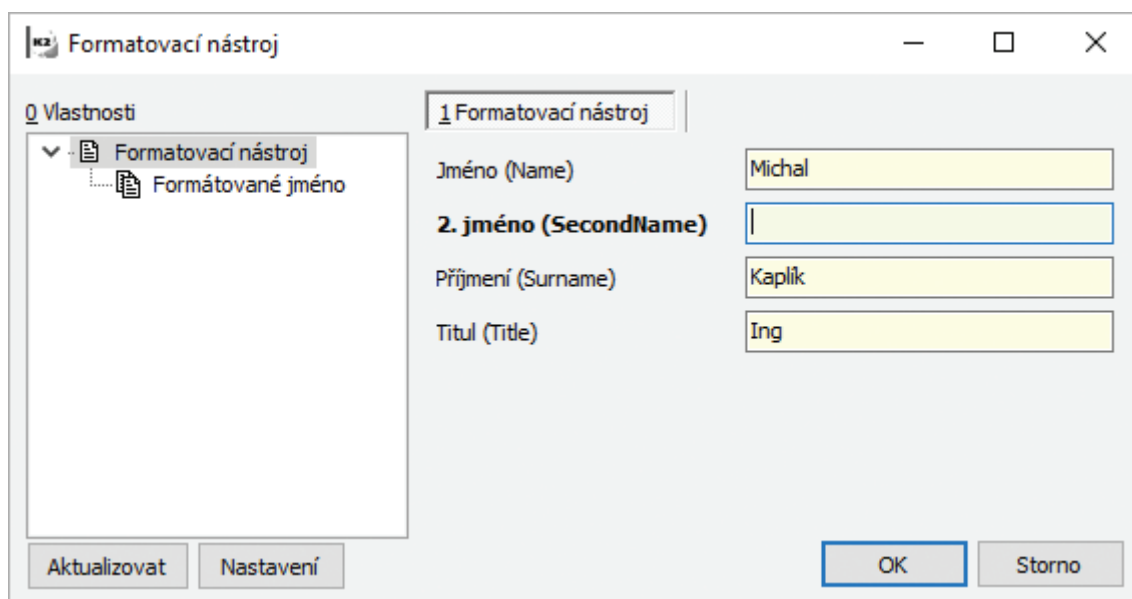 K2 Formatovací nástroj
0 Vlastnosti
Formatovací nástroj
Formátované jméno
1 Formatovací nástroj
Jméno (Name) Michal
2. jméno (SecondName)
Příjmení (Surname) Kaplík
Titul (Title) Ing
Aktualizovat Nastavení OK Storno